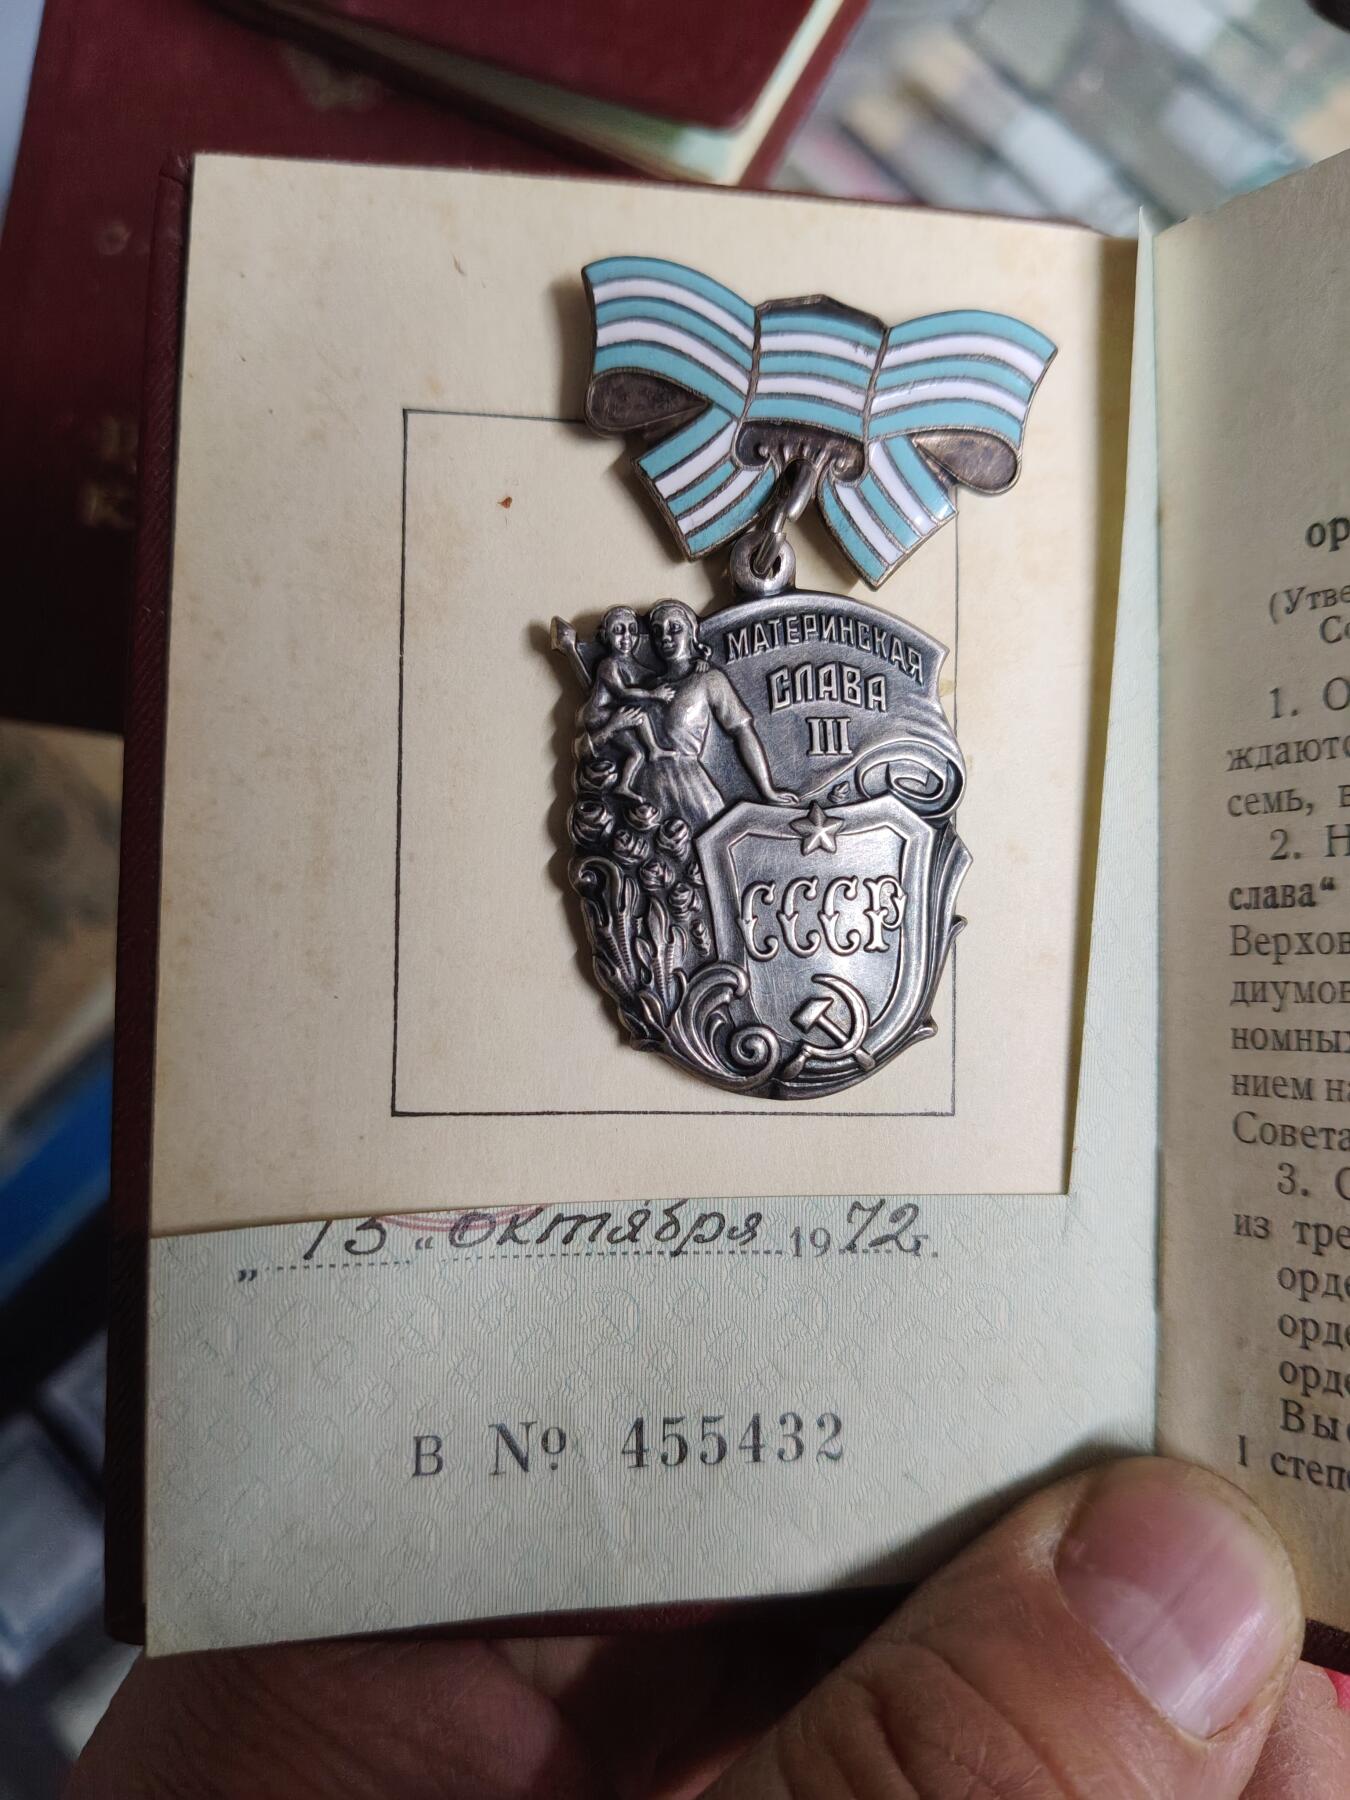 МАТЕРИНСКАЯ
СЛАВА
III
СССР
„ 15 “ октября 1972 г.
В № 455432
ор
(Утве
Со
1. О
ждаютс
семь, в
2. Н
слава“
Верхов
диумов
номных
нием на
Совета
3. С
из тре
орде
орде
орде
Выс
I степе